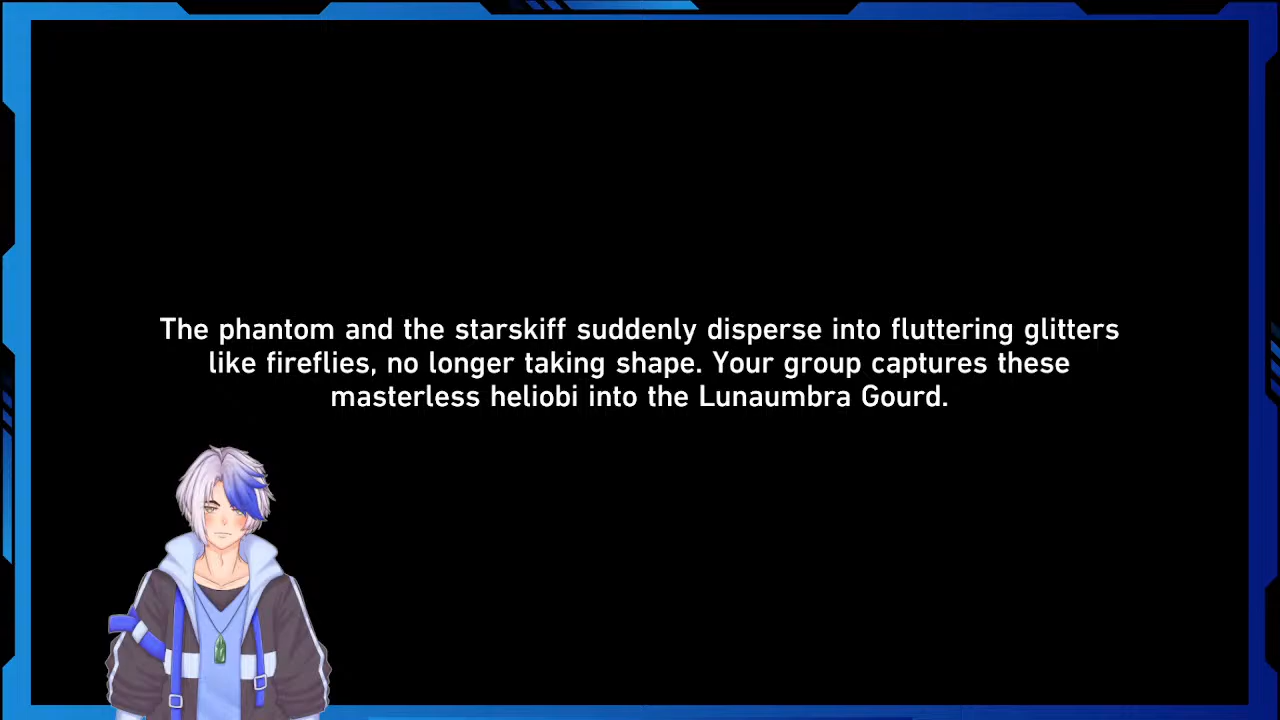 The phantom and the starskiff suddenly disperse into fluttering glitters
like fireflies, no longer taking shape. Your group captures these
masterless heliobi into the Lunaumbra Gourd.